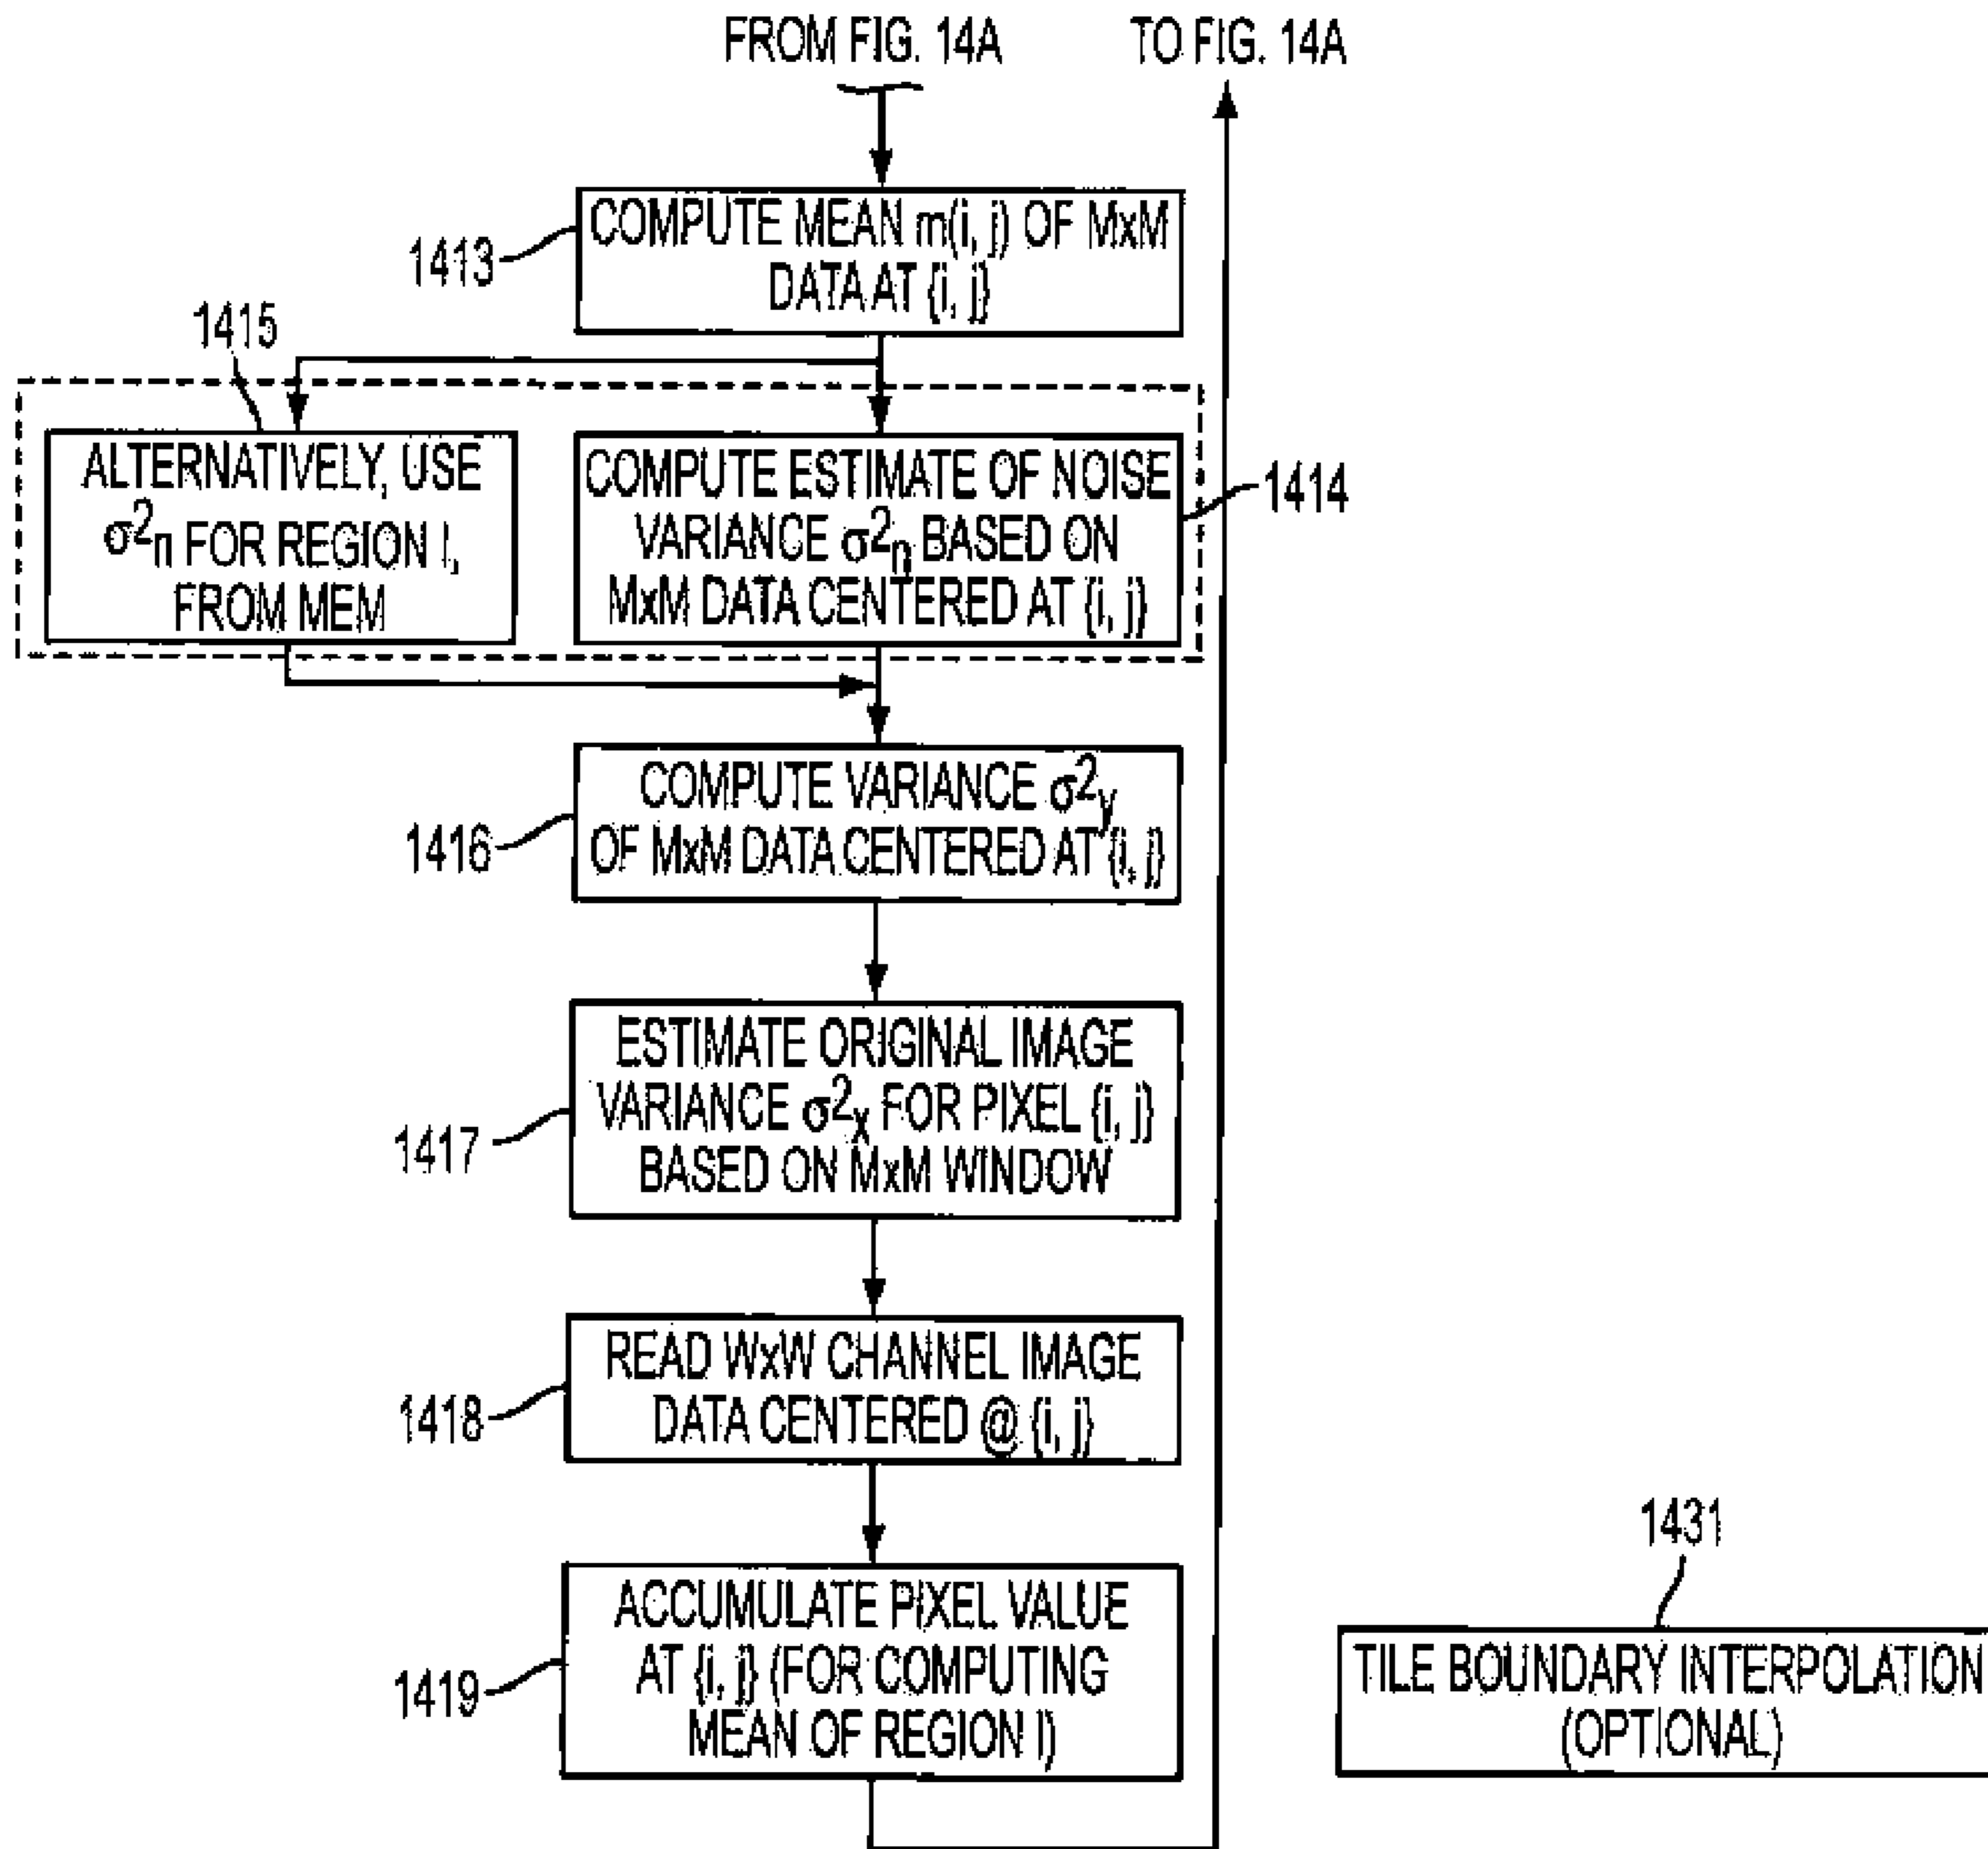 FROM FIG. 14A
TO FIG. 14A
1413
COMPUTE MEAN m(i, j) OF MxM
DATA AT {i, j}
1415
ALTERNATIVELY, USE
σ²n FOR REGION I,
FROM MEM
COMPUTE ESTIMATE OF NOISE
VARIANCE σ²n BASED ON
MxM DATA CENTERED AT {i, j}
1414
1416
COMPUTE VARIANCE σ²y
OF MxM DATA CENTERED AT {i, j}
1417
ESTIMATE ORIGINAL IMAGE
VARIANCE σ²x FOR PIXEL {i, j}
BASED ON MxM WINDOW
1418
READ WxW CHANNEL IMAGE
DATA CENTERED @ {i, j}
1419
ACCUMULATE PIXEL VALUE
AT {i, j} (FOR COMPUTING
MEAN OF REGION I)
1431
TILE BOUNDARY INTERPOLATION
(OPTIONAL)